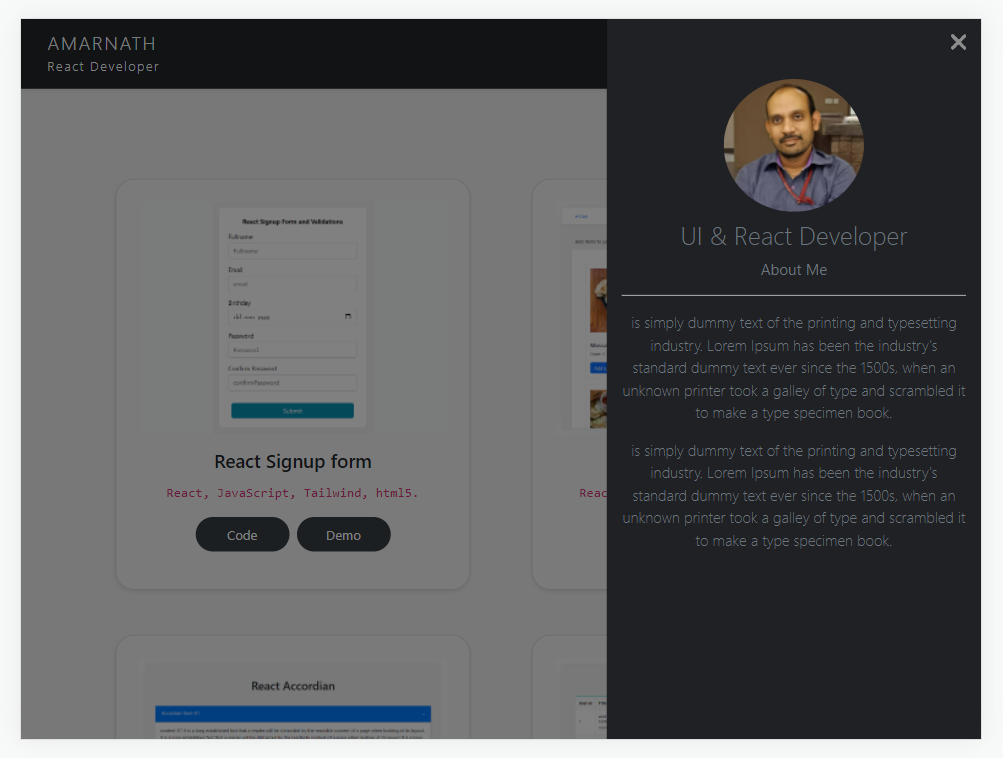 AMARNATH
React Developer
React Signup Form and Validations
Fullname
Fullname
Email
email
Birthday
Password
Password
Confirm Password
confirmPassword
Submit
React Signup form
React, JavaScript, Tailwind, html5.
Code
Demo
Reac
React Accordian
UI & React Developer
About Me
is simply dummy text of the printing and typesetting
industry. Lorem Ipsum has been the industry's
standard dummy text ever since the 1500s, when an
unknown printer took a galley of type and scrambled it
to make a type specimen book.
is simply dummy text of the printing and typesetting
industry. Lorem Ipsum has been the industry's
standard dummy text ever since the 1500s, when an
unknown printer took a galley of type and scrambled it
to make a type specimen book.